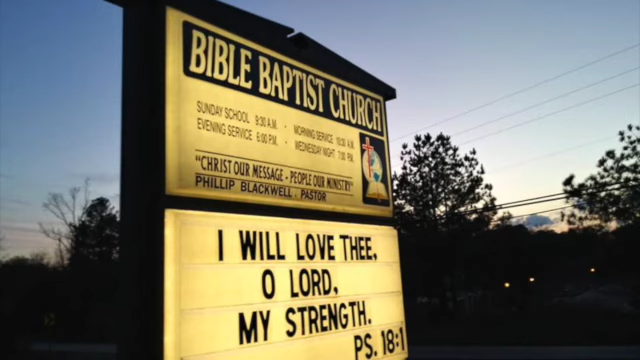 BIBLE BAPTIST CHURCH
SUNDAY SCHOOL 9:30 A.M. • MORNING SERVICE 10:30 A.M.
EVENING SERVICE 6:00 P.M. • WEDNESDAY NIGHT 7:00 P.M.
"CHRIST OUR MESSAGE - PEOPLE OUR MINISTRY"
PHILLIP BLACKWELL - PASTOR
I WILL LOVE THEE,
O LORD,
MY STRENGTH.
PS. 18:1